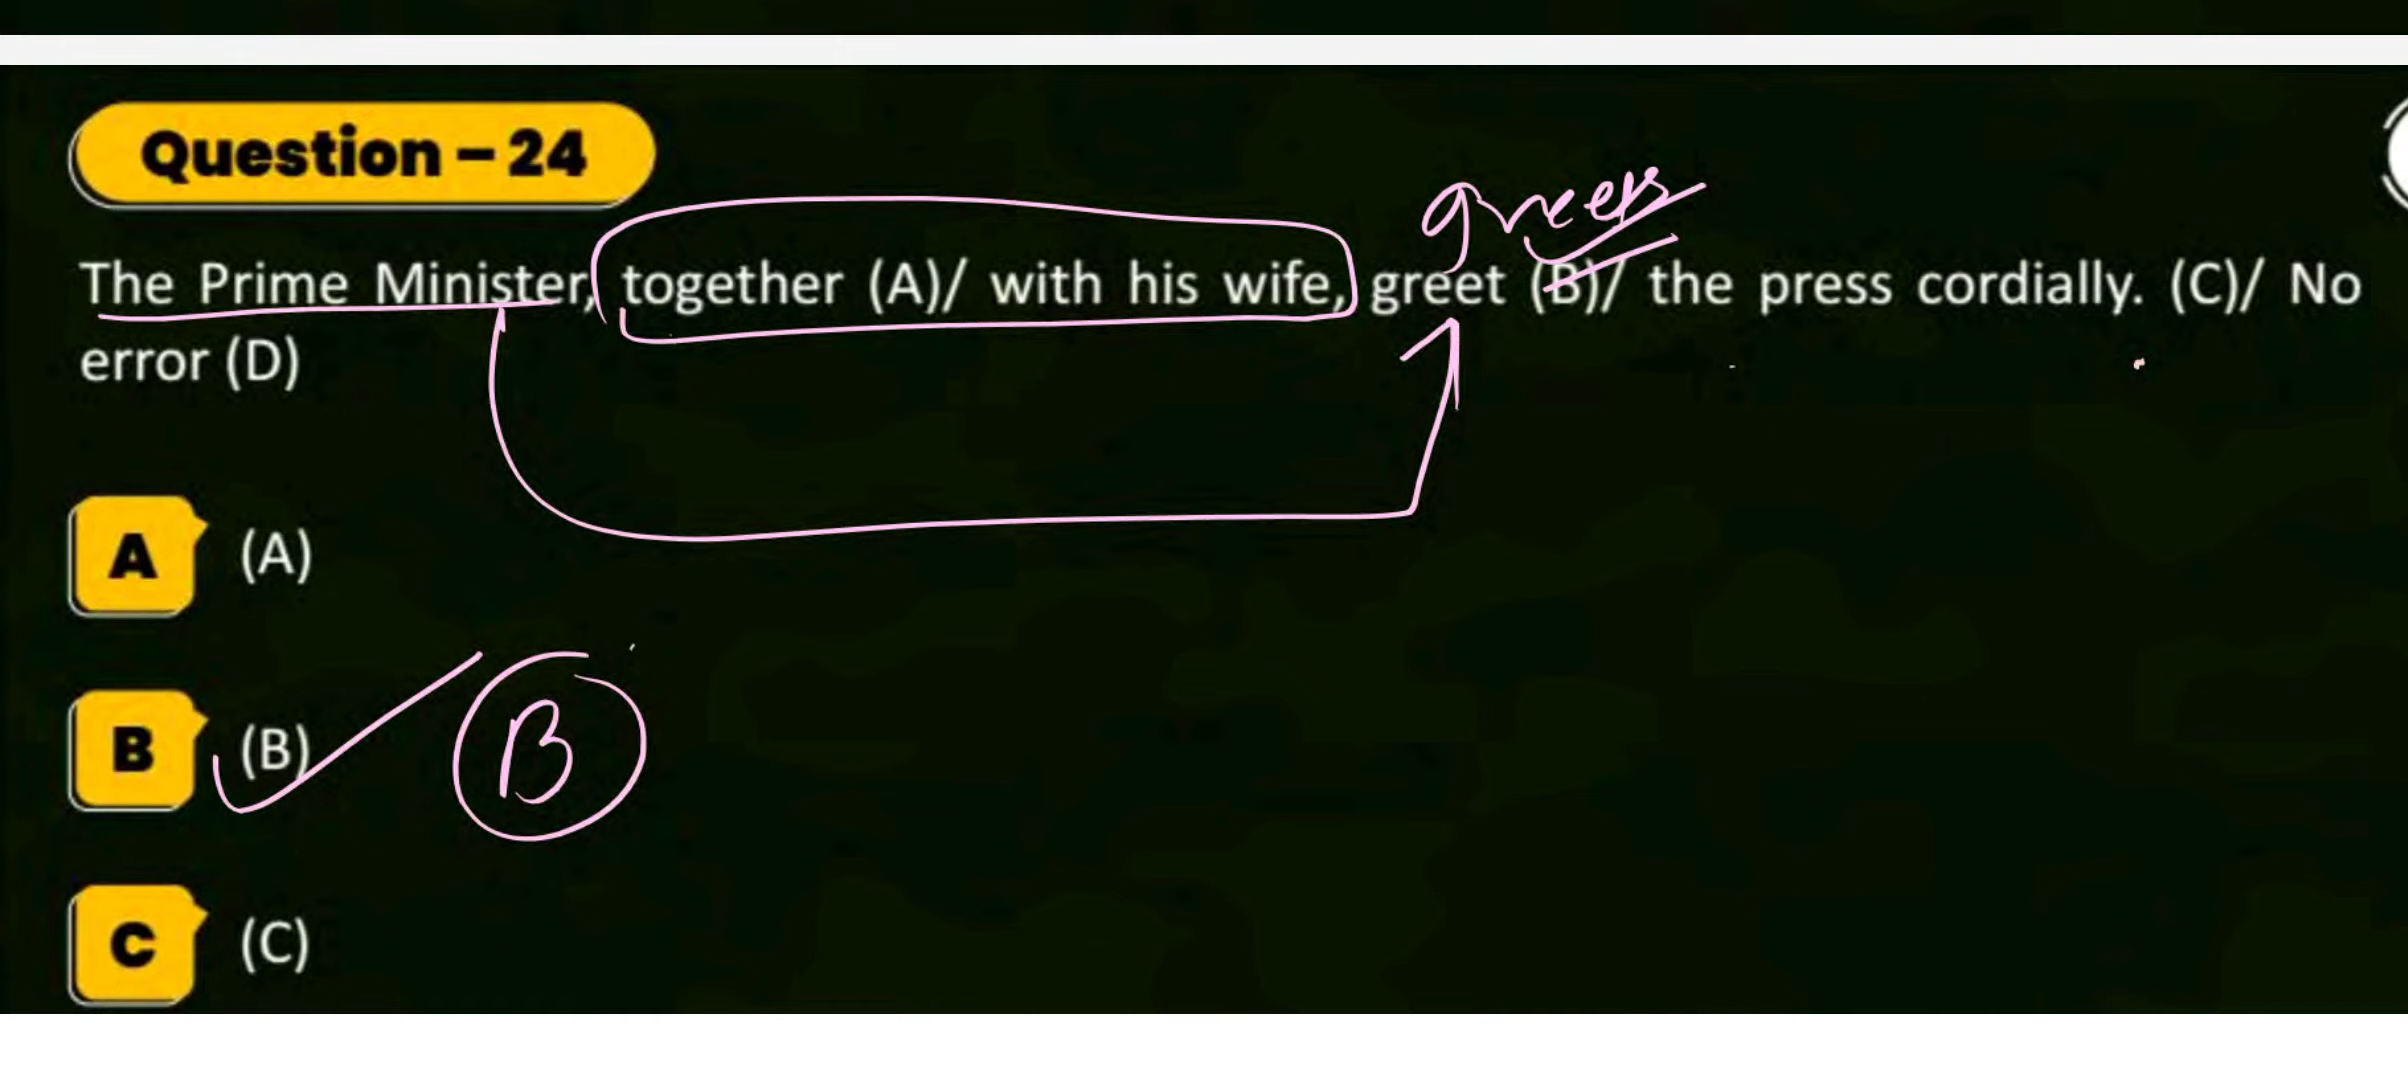 Question – 24
greets
The Prime Minister, together (A)/ with his wife, greet (B)/ the press cordially. (C)/ No
error (D)
A (A)
B (B) B
C (C)